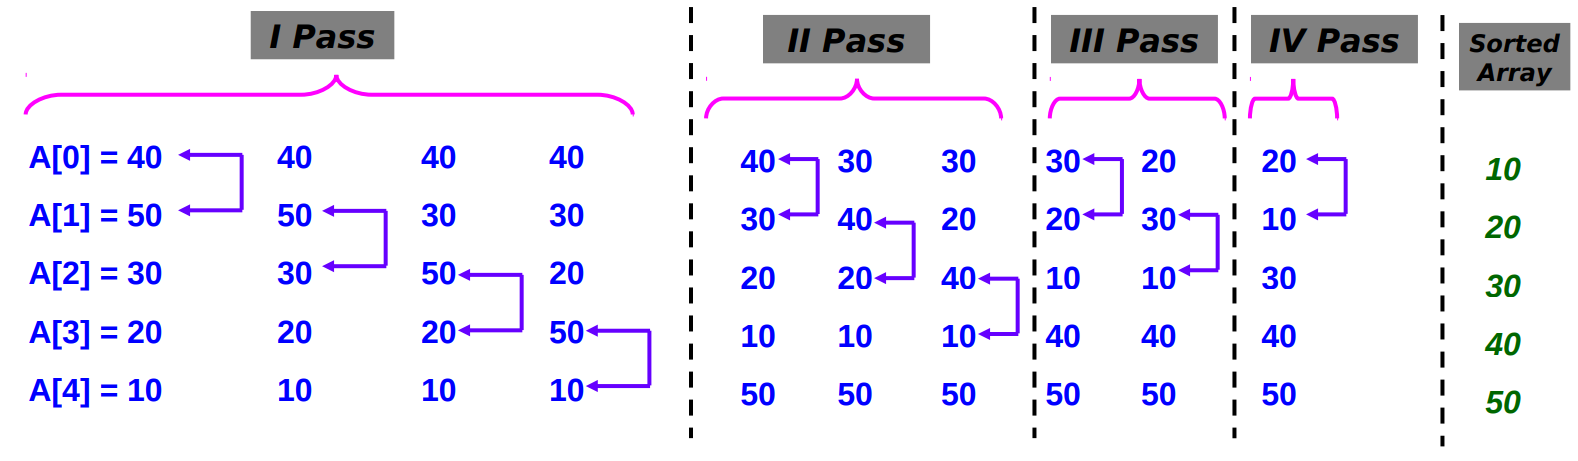 I Pass II Pass III Pass IV Pass Sorted
Array
A[0] = 40 40 40 40 40 30 30 30 20 20 10
A[1] = 50 50 30 30 30 40 20 20 30 10 20
A[2] = 30 30 50 20 20 20 40 10 10 30 30
A[3] = 20 20 20 50 10 10 10 40 40 40 40
A[4] = 10 10 10 10 50 50 50 50 50 50 50